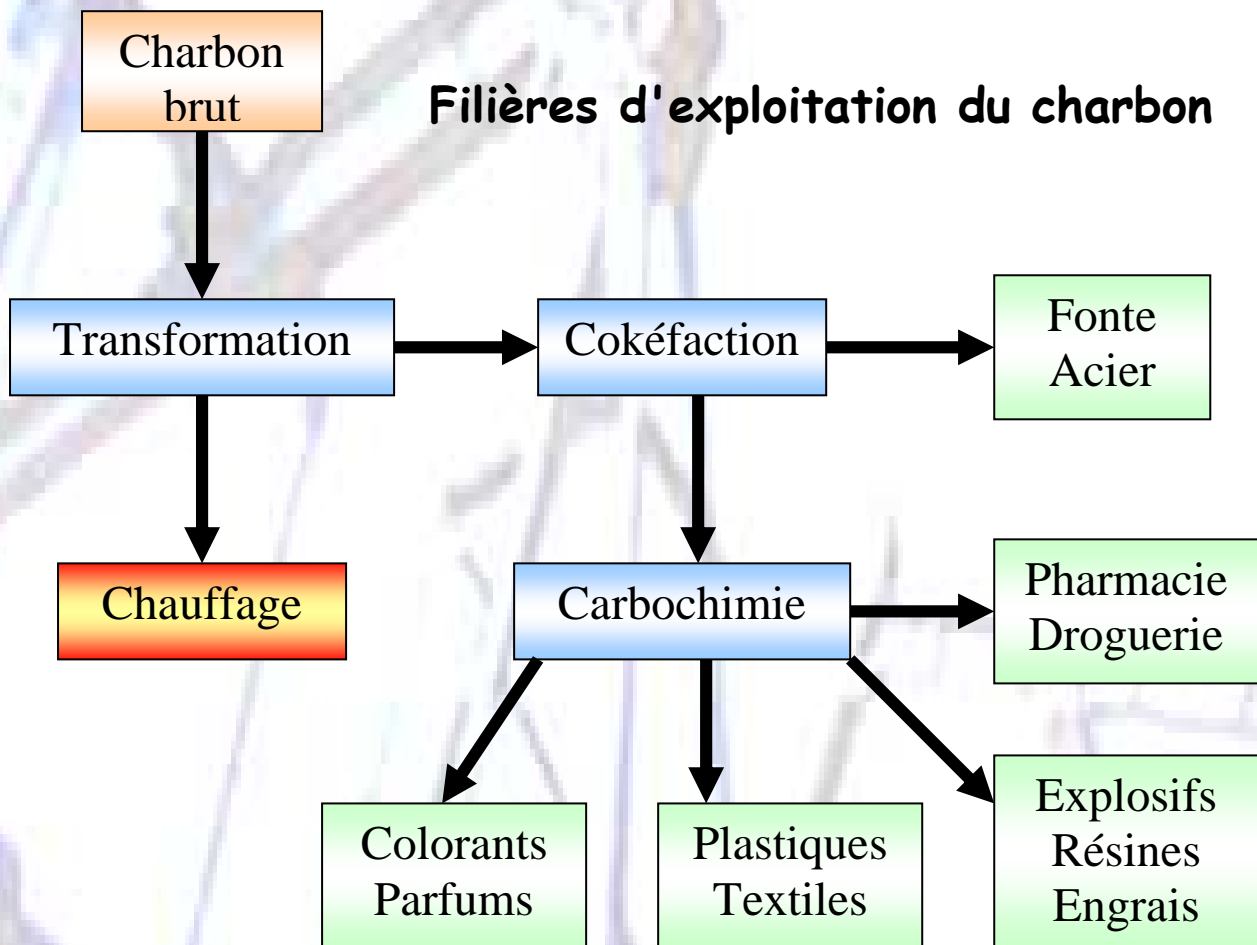 Charbon
brut
Filières d'exploitation du charbon
Transformation
Cokéfaction
Fonte
Acier
Chauffage
Carbochimie
Pharmacie
Droguerie
Colorants
Parfums
Plastiques
Textiles
Explosifs
Résines
Engrais